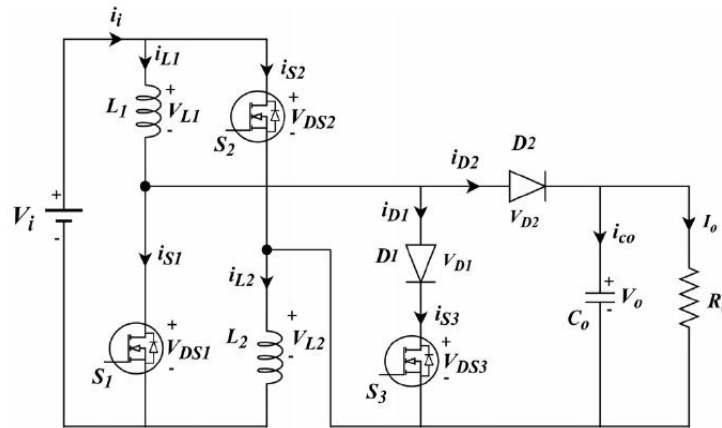 i_i
i_L1
i_S2
L_1
+
V_L1
-
+
V_DS2
-
S_2
D2
i_D2
V_D2
+
V_i
-
i_D1
D1
V_D1
i_co
I_o
i_S1
i_L2
i_S3
+
V_DS1
-
S_1
L_2
+
V_L2
-
+
V_DS3
-
S_3
C_o
+
V_o
-
R